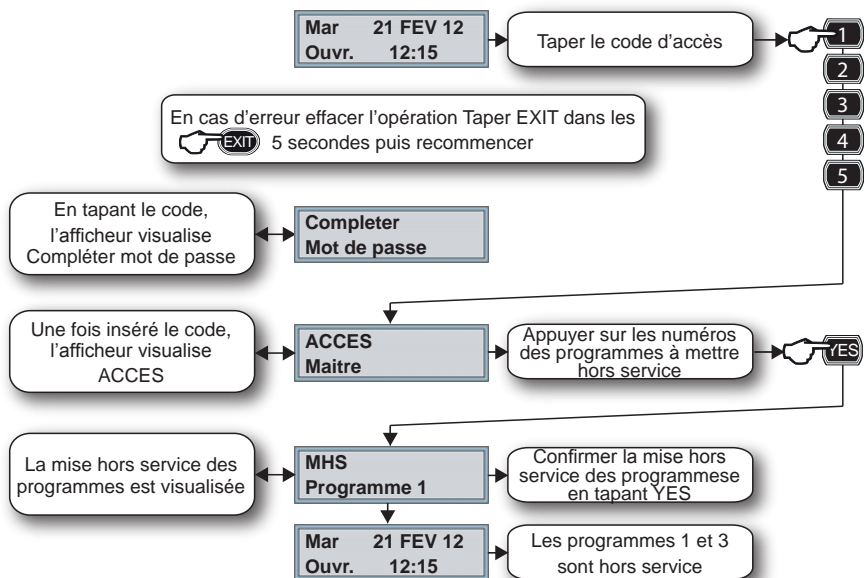 Mar 21 FEV 12
Ouvr. 12:15
Taper le code d'accès
1
2
3
4
5
En cas d'erreur effacer l'opération Taper EXIT dans les
EXIT 5 secondes puis recommencer
En tapant le code,
l'afficheur visualise
Compléter mot de passe
Completer
Mot de passe
Une fois inséré le code,
l'afficheur visualise
ACCES
ACCES
Maitre
Appuyer sur les numéros
des programmes à mettre
hors service
YES
La mise hors service des
programmes est visualisée
MHS
Programme 1
Confirmer la mise hors
service des programmese
en tapant YES
Mar 21 FEV 12
Ouvr. 12:15
Les programmes 1 et 3
sont hors service